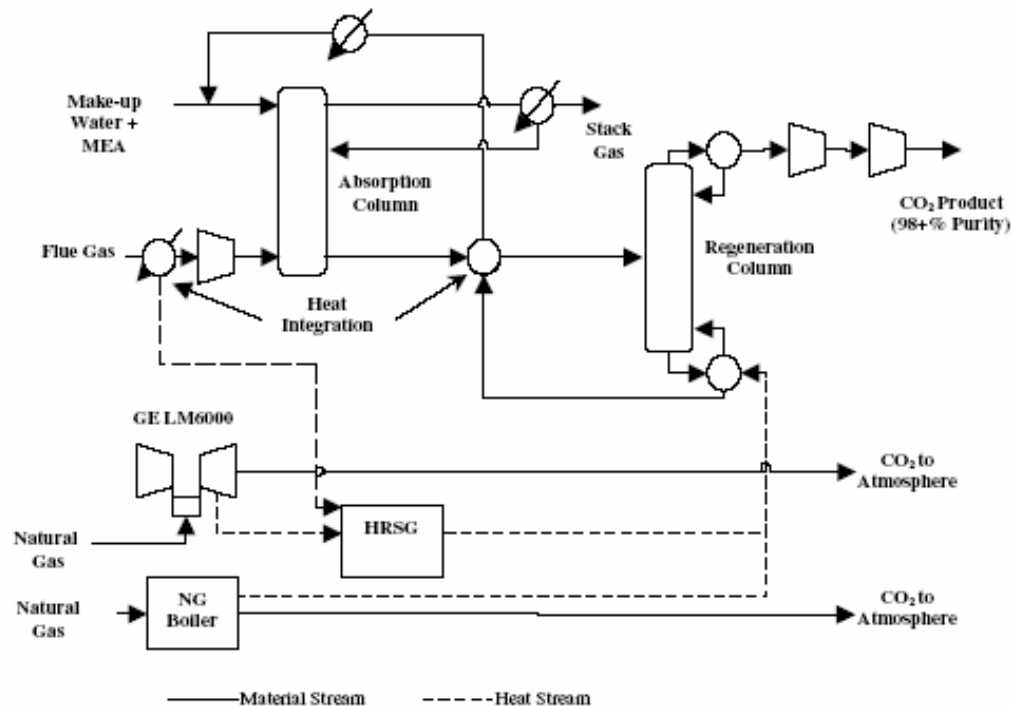 Make-up
Water +
MEA
Stack
Gas
Absorption
Column
CO₂ Product
(98+% Purity)
Flue Gas
Regeneration
Column
Heat
Integration
GE LM6000
CO₂ to
Atmosphere
HRSG
Natural
Gas
NG
Boiler
Natural
Gas
CO₂ to
Atmosphere
Material Stream
Heat Stream